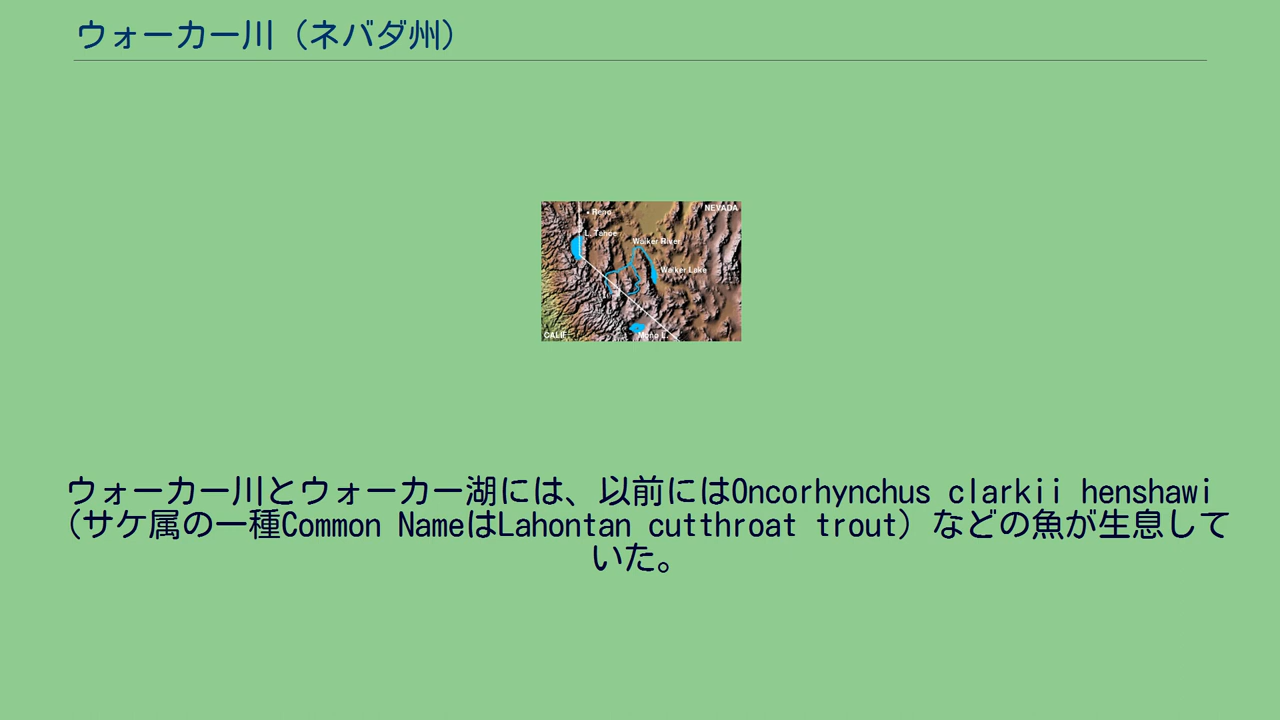 ウォーカー川（ネバダ州）
NEVADA
Reno
L. Tahoe
Walker River
Walker Lake
CALIF.
Mono L.
ウォーカー川とウォーカー湖には、以前にはOncorhynchus clarkii henshawi
（サケ属の一種Common NameはLahontan cutthroat trout）などの魚が生息して
いた。